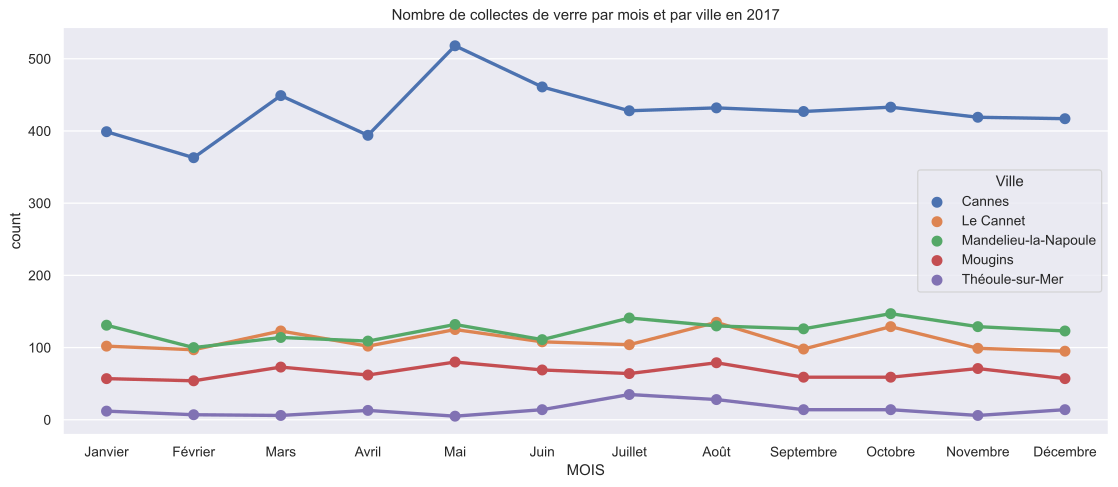 Nombre de collectes de verre par mois et par ville en 2017
count
500
400
300
200
100
0
Ville
Cannes
Le Cannet
Mandelieu-la-Napoule
Mougins
Théoule-sur-Mer
Janvier Février Mars Avril Mai Juin Juillet Août Septembre Octobre Novembre Décembre
MOIS